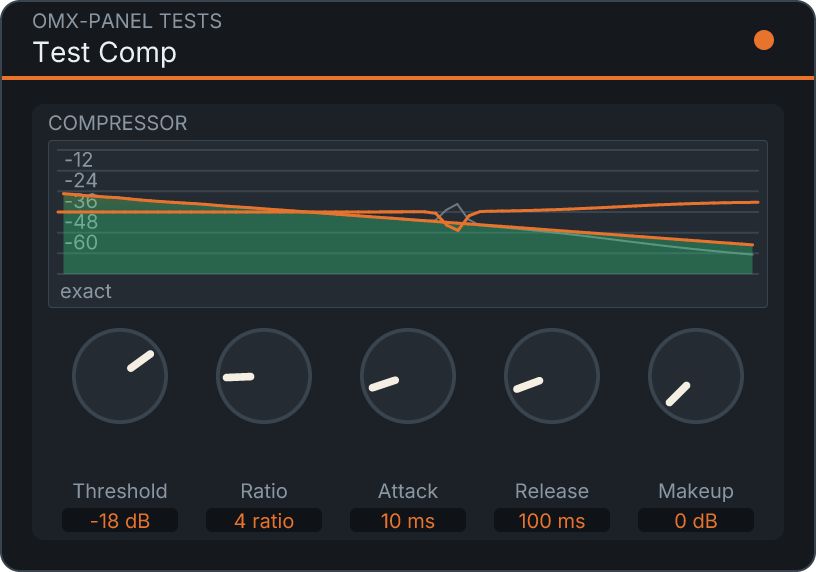 OMX-PANEL TESTS
Test Comp
COMPRESSOR
-12
-24
-36
-48
-60
exact
Threshold Ratio Attack Release Makeup
-18 dB 4 ratio 10 ms 100 ms 0 dB